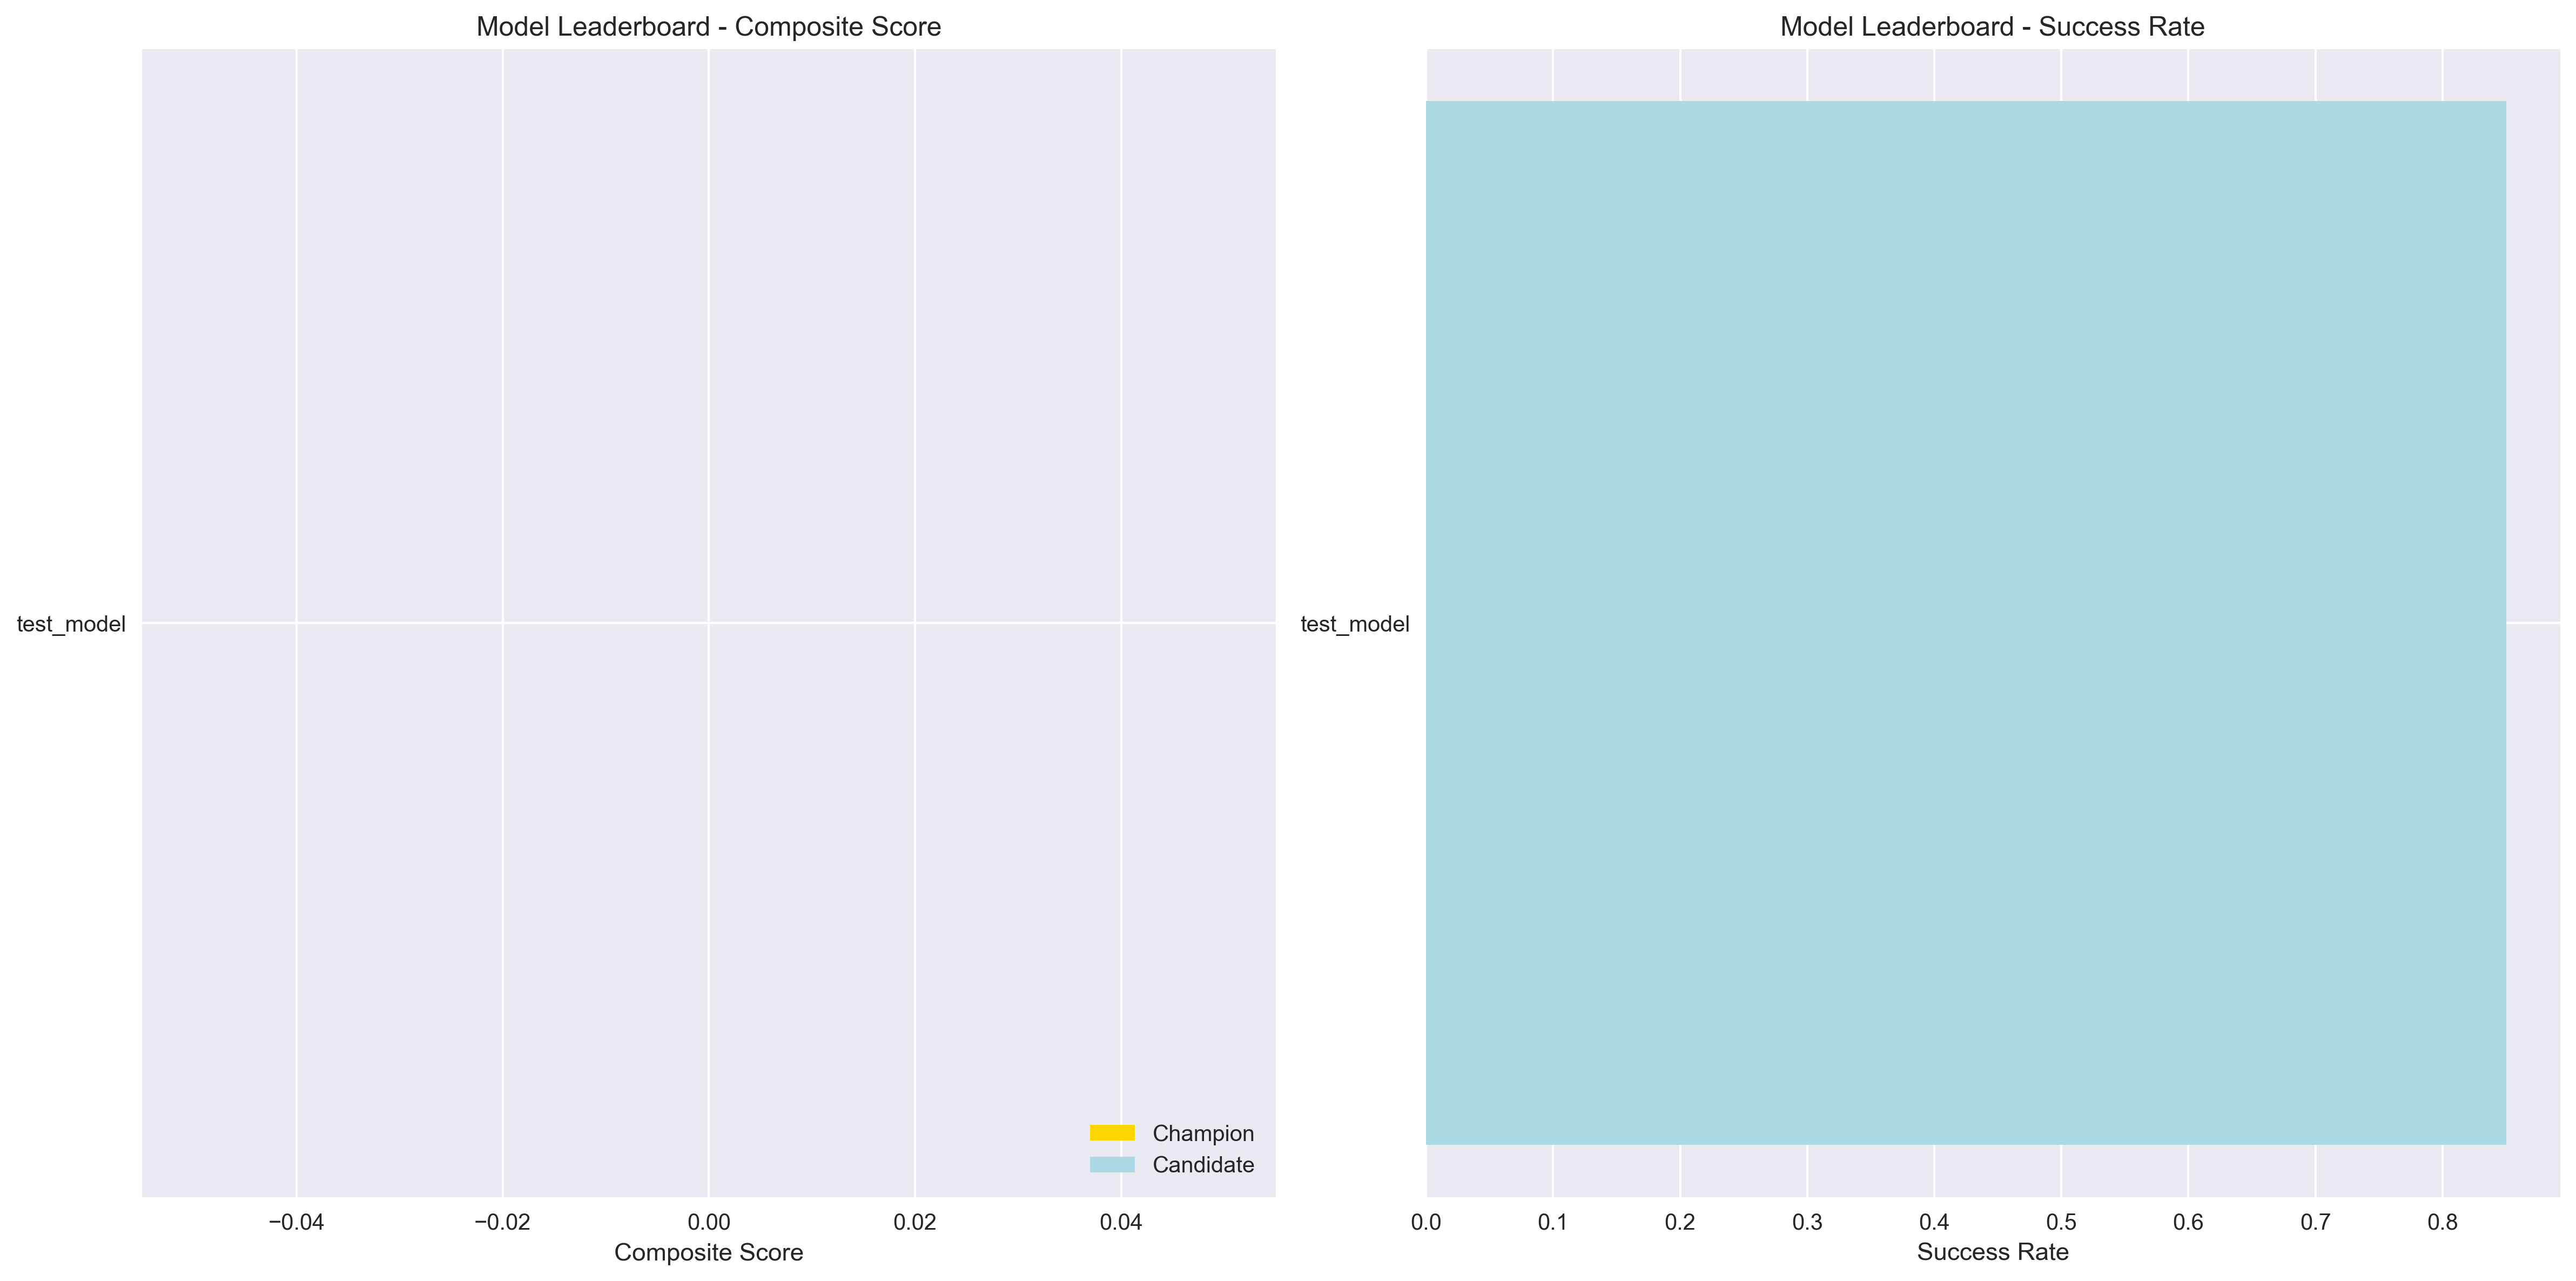 Model Leaderboard - Composite Score
test_model
Champion
Candidate
−0.04
−0.02
0.00
0.02
0.04
Composite Score
Model Leaderboard - Success Rate
test_model
0.0
0.1
0.2
0.3
0.4
0.5
0.6
0.7
0.8
Success Rate